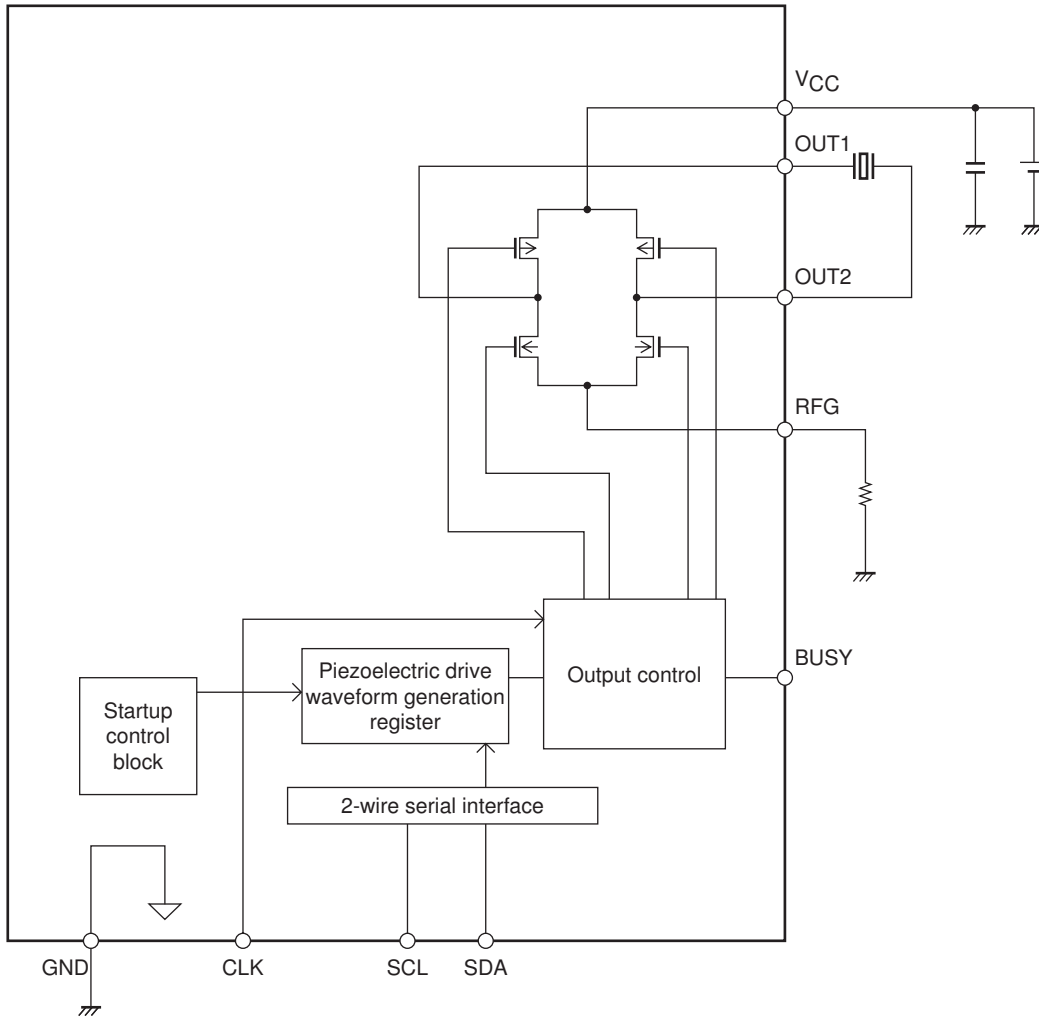 VCC
OUT1
OUT2
RFG
BUSY
Output control
Piezoelectric drive
waveform generation
register
Startup
control
block
2-wire serial interface
GND
CLK
SCL
SDA